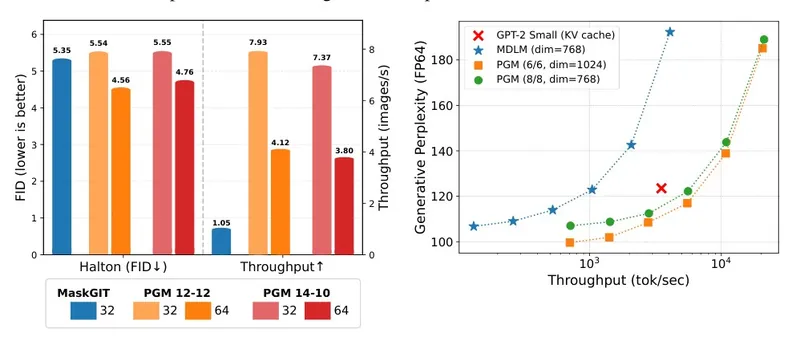 FID (lower is better)
6
5
4
3
2
1
0
5.35
5.54
4.56
5.55
4.76
1.05
7.93
4.12
7.37
3.80
8
6
4
2
0
Throughput (images/s)
Halton (FID↓)
Throughput↑
MaskGIT
PGM 12-12
PGM 14-10
32
32
64
32
64
Generative Perplexity (FP64)
180
160
140
120
100
GPT-2 Small (KV cache)
MDLM (dim=768)
PGM (6/6, dim=1024)
PGM (8/8, dim=768)
10³
10⁴
Throughput (tok/sec)